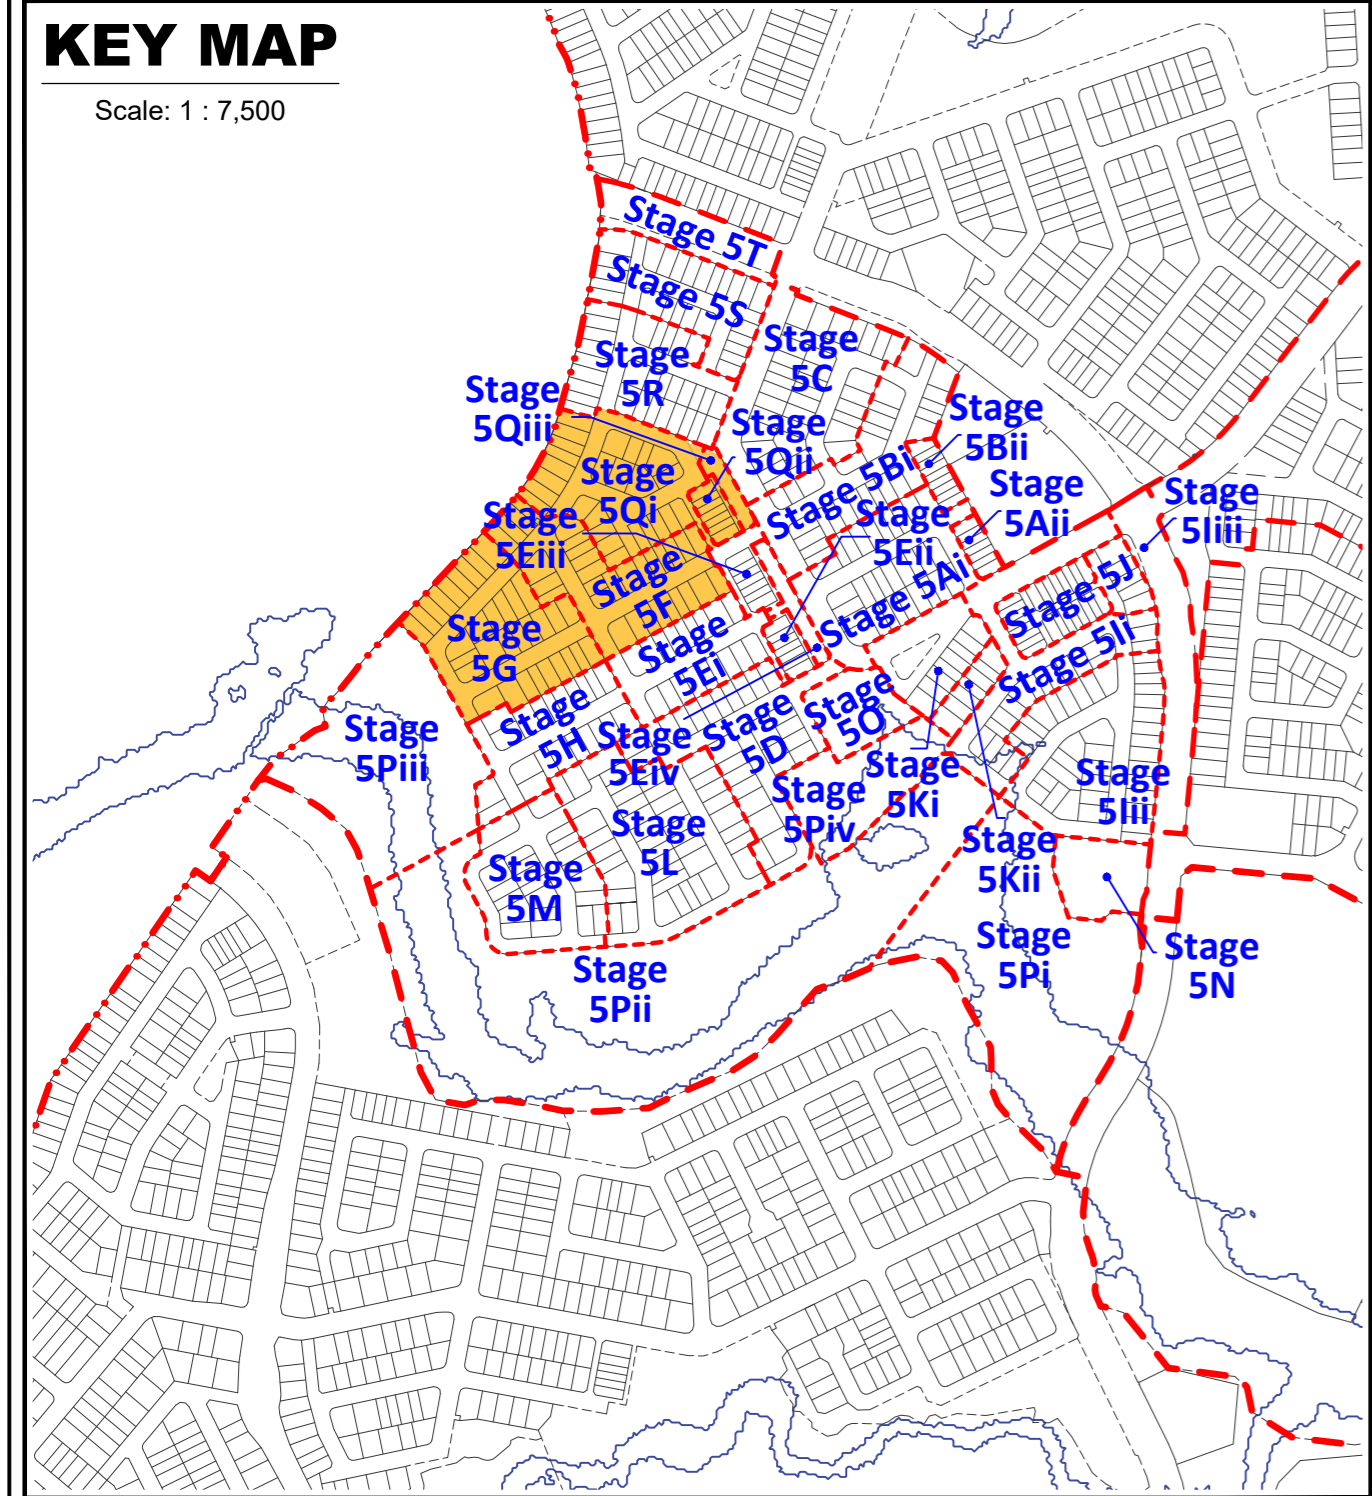 KEY MAP
Scale: 1 : 7,500
Stage 5T
Stage 5S
Stage
5R
Stage
5C
Stage
5Qiii
Stage
5Qii
Stage
5Bii
Stage
5Qi
Stage 5Bi
Stage
5Aii
Stage
5Iiii
Stage
5Eiii
Stage
5Eii
Stage
5F
Stage 5Ai
Stage 5J
Stage
5G
Stage
5Ei
Stage 5Ii
Stage
5Piii
Stage
5H
Stage
5Eiv
Stage
5D
Stage
5O
Stage
5Ki
Stage
5Iii
Stage
5Piv
Stage
5L
Stage
5M
Stage
5Kii
Stage
5Pi
Stage
5N
Stage
5Pii